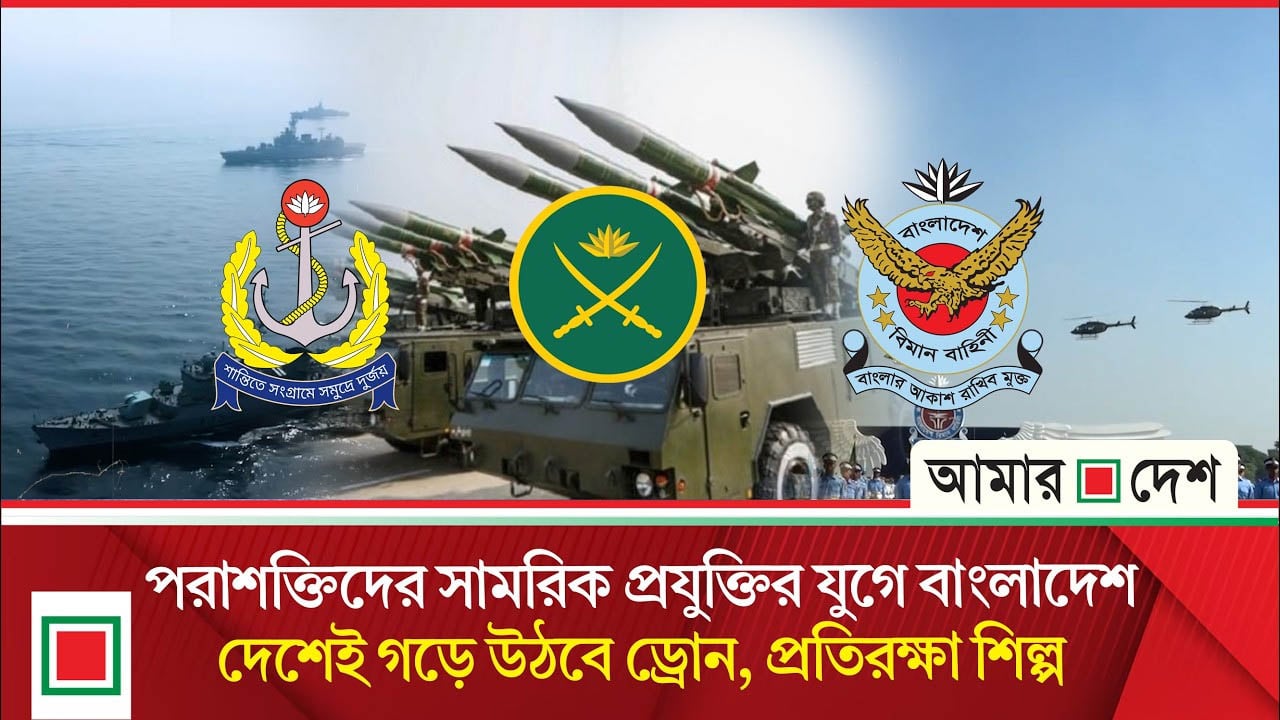 শান্তিতে সংগ্রামে সমুদ্রে দুর্জয়
বাংলাদেশ
বিমান বাহিনী
বাংলার আকাশ রাখিব মুক্ত
আমার দেশ
পরাশক্তিদের সামরিক প্রযুক্তির যুগে বাংলাদেশ
দেশেই গড়ে উঠবে ড্রোন, প্রতিরক্ষা শিল্প